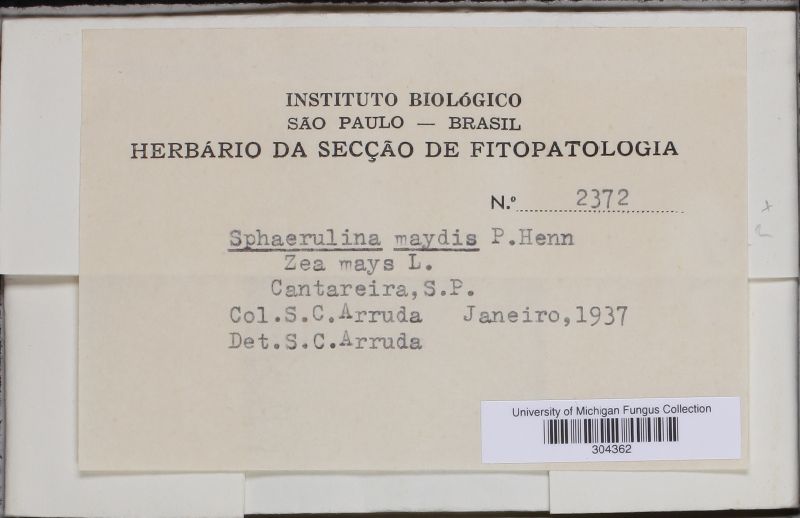 INSTITUTO BIOLÓGICO
SÃO PAULO — BRASIL
HERBÁRIO DA SECÇÃO DE FITOPATOLOGIA
N.º 2372
Sphaerulina maydis P.Henn
Zea mays L.
Cantareira,S.P.
Col.S.C.Arruda Janeiro,1937
Det.S.C.Arruda
University of Michigan Fungus Collection
304362